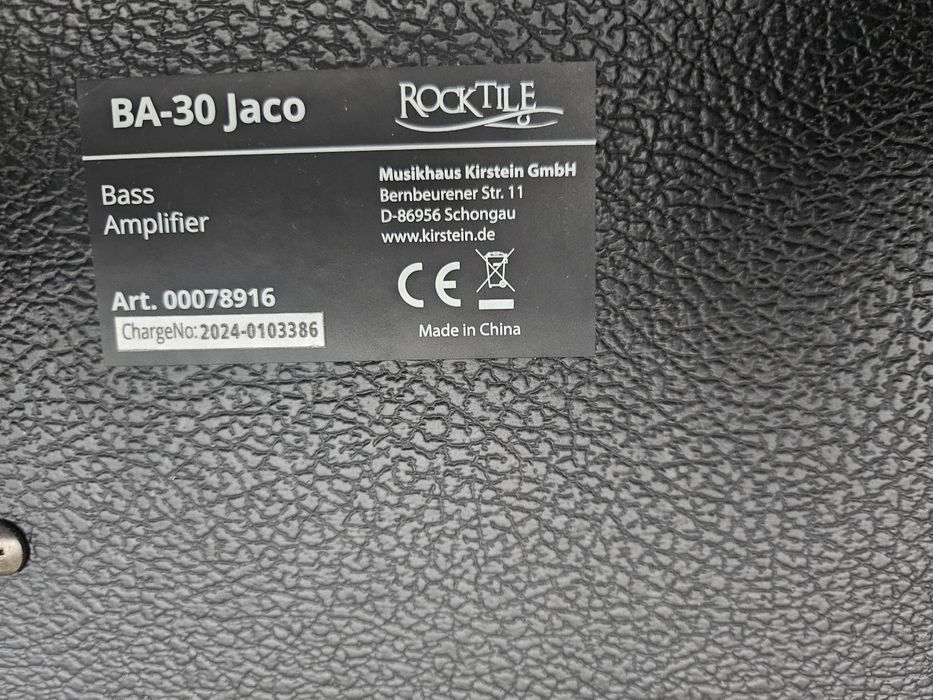 BA-30 Jaco
ROCKTILE
Bass
Amplifier
Art. 00078916
ChargeNo: 2024-0103386
Musikhaus Kirstein GmbH
Bernbeurener Str. 11
D-86956 Schongau
www.kirstein.de
CE
Made in China